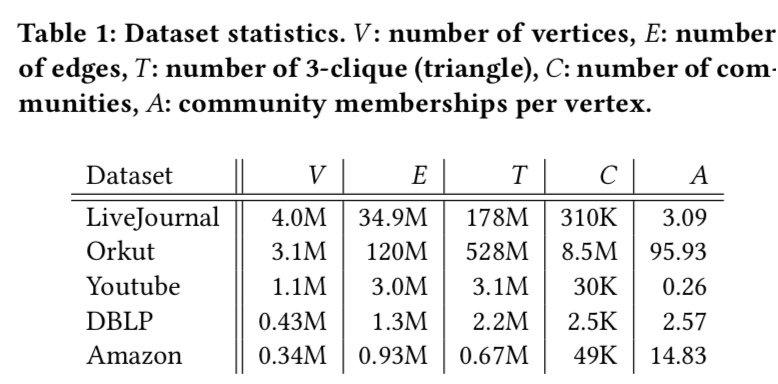 Table 1: Dataset statistics. V: number of vertices, E: number
of edges, T: number of 3-clique (triangle), C: number of com-
munities, A: community memberships per vertex.
Dataset V E T C A
LiveJournal 4.0M 34.9M 178M 310K 3.09
Orkut 3.1M 120M 528M 8.5M 95.93
Youtube 1.1M 3.0M 3.1M 30K 0.26
DBLP 0.43M 1.3M 2.2M 2.5K 2.57
Amazon 0.34M 0.93M 0.67M 49K 14.83